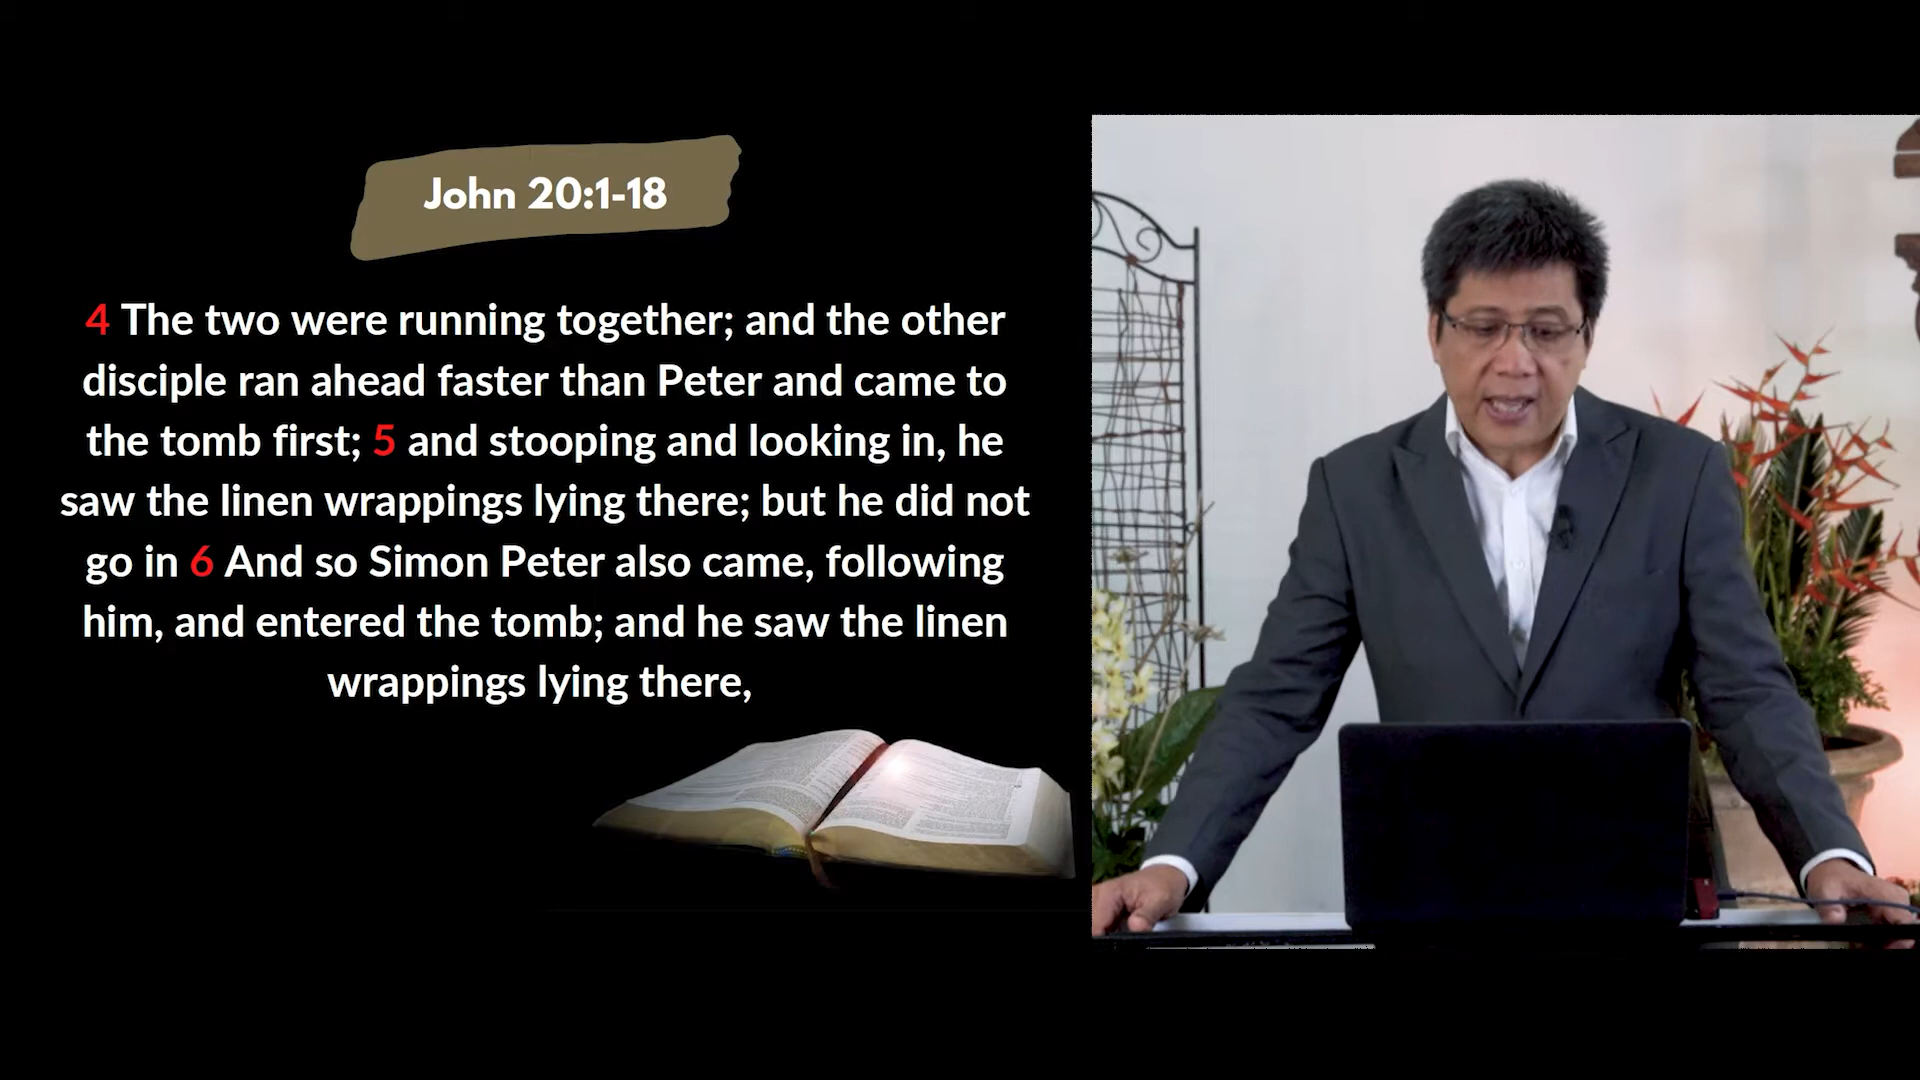 John 20:1-18
4 The two were running together; and the other
disciple ran ahead faster than Peter and came to
the tomb first; 5 and stooping and looking in, he
saw the linen wrappings lying there; but he did not
go in 6 And so Simon Peter also came, following
him, and entered the tomb; and he saw the linen
wrappings lying there,